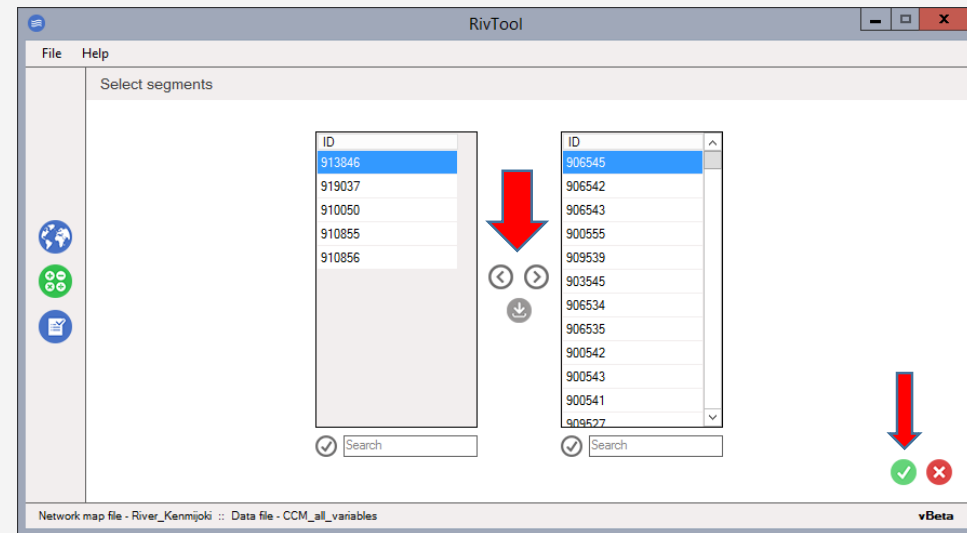 RivTool
File Help
Select segments
ID
913846
919037
910050
910855
910856
Search
ID
906545
906542
906543
900555
909539
903545
906534
906535
900542
900543
900541
909527
Search
Network map file - River_Kenmijoki :: Data file - CCM_all_variables
vBeta